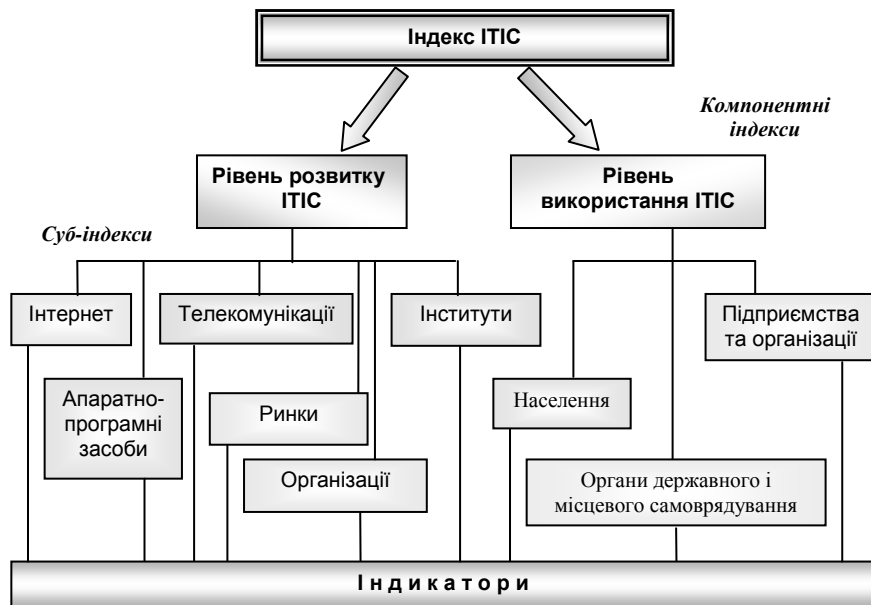 Індекс ІТІС
Компонентні
індекси
Рівень розвитку
ІТІС
Рівень
використання ІТІС
Суб-індекси
Інтернет
Телекомунікації
Інститути
Підприємства
та організації
Апаратно-
програмні
засоби
Ринки
Населення
Організації
Органи державного і
місцевого самоврядування
Індикатори